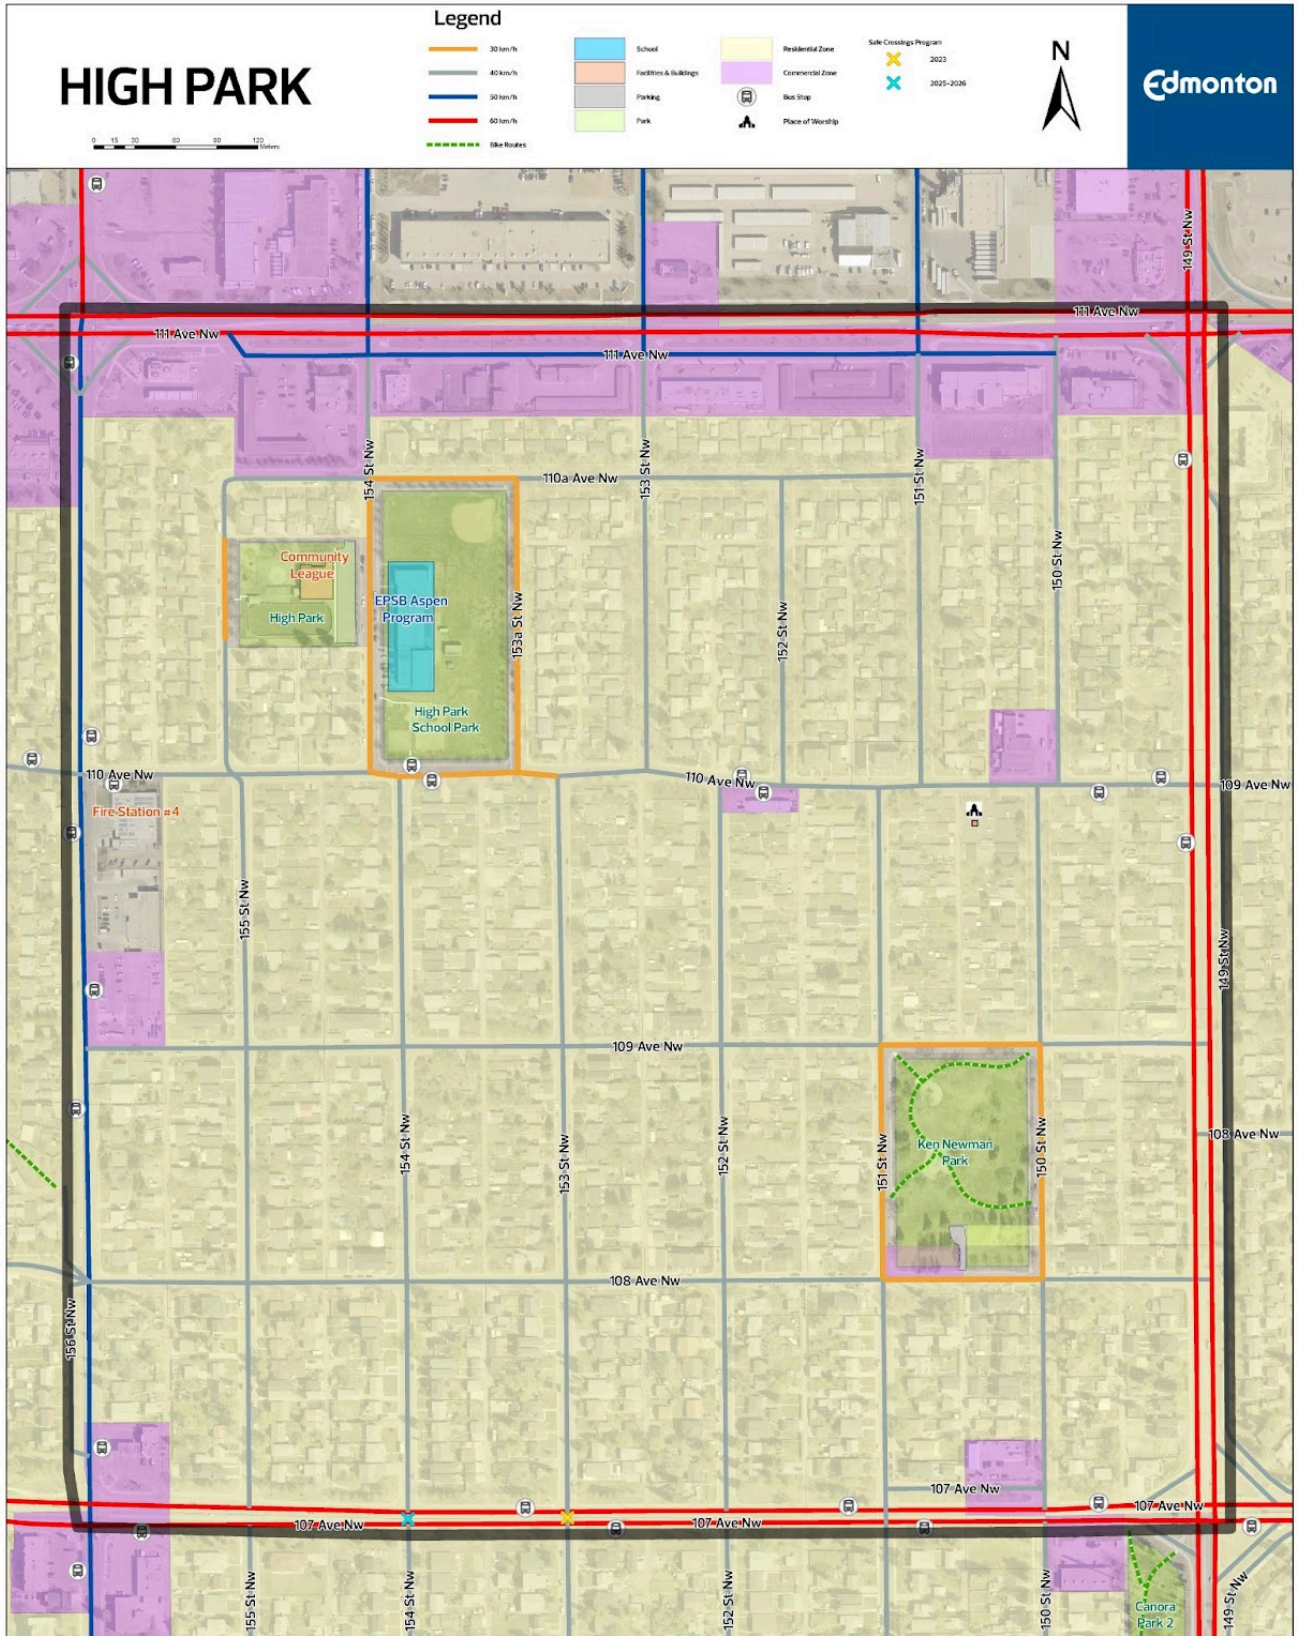 HIGH PARK
0 15 30 60 90 120
Meters
Legend
30 km/h
40 km/h
50 km/h
60 km/h
Bike Routes
School
Facilities & Buildings
Parking
Park
Residential Zone
Commercial Zone
Bus Stop
Place of Worship
Safe Crossings Program
2023
2025-2026
N
Edmonton
149 St Nw
111 Ave Nw
111 Ave Nw
111 Ave Nw
154 St Nw
110a Ave Nw
153 St Nw
151 St Nw
150 St Nw
Community
League
High Park
EPSB Aspen
Program
153a St Nw
152 St Nw
High Park
School Park
110 Ave Nw
110 Ave Nw
109 Ave Nw
Fire Station #4
155 St Nw
149 St Nw
109 Ave Nw
154 St Nw
153 St Nw
152 St Nw
151 St Nw
Ken Newman
Park
150 St Nw
108 Ave Nw
108 Ave Nw
156 St Nw
107 Ave Nw
107 Ave Nw
107 Ave Nw
107 Ave Nw
155 St Nw
154 St Nw
152 St Nw
150 St Nw
Canora
Park 2
149 St Nw